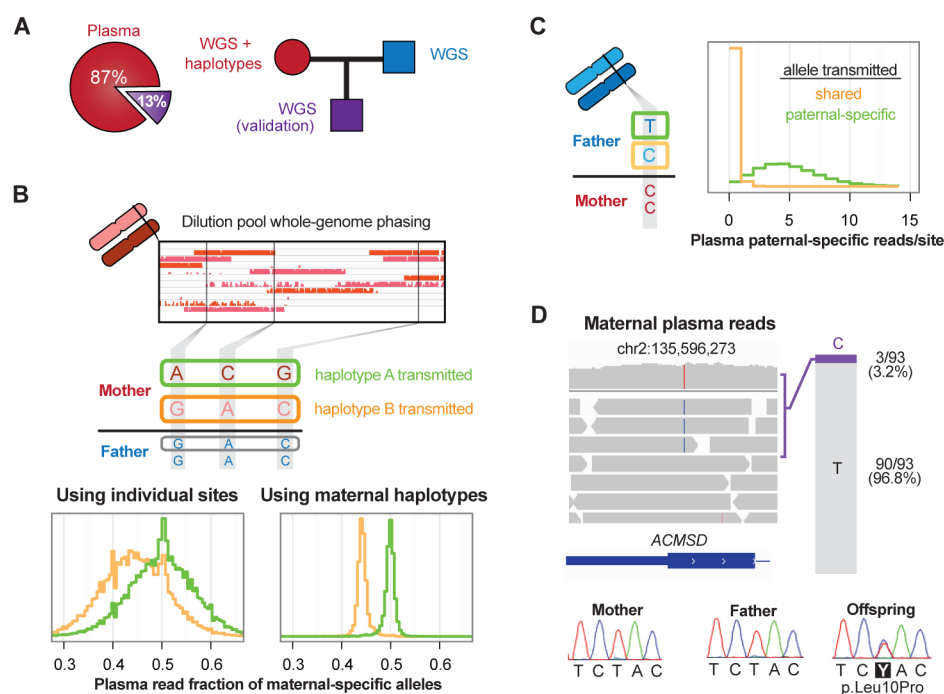 A
Plasma
87%
13%
WGS +
haplotypes
WGS
WGS
(validation)
B
Dilution pool whole-genome phasing
Mother
A C G
haplotype A transmitted
G A C
haplotype B transmitted
Father
G A C
G A C
Using individual sites
Using maternal haplotypes
0.3 0.4 0.5 0.6
0.3 0.4 0.5 0.6
Plasma read fraction of maternal-specific alleles
C
Father
T
C
Mother
C
C
allele transmitted
shared
paternal-specific
0 5 10 15
Plasma paternal-specific reads/site
D
Maternal plasma reads
chr2:135,596,273
C
3/93
(3.2%)
T
90/93
(96.8%)
ACMSD
Mother
T C T A C
Father
T C T A C
Offspring
T C Y A C
p.Leu10Pro